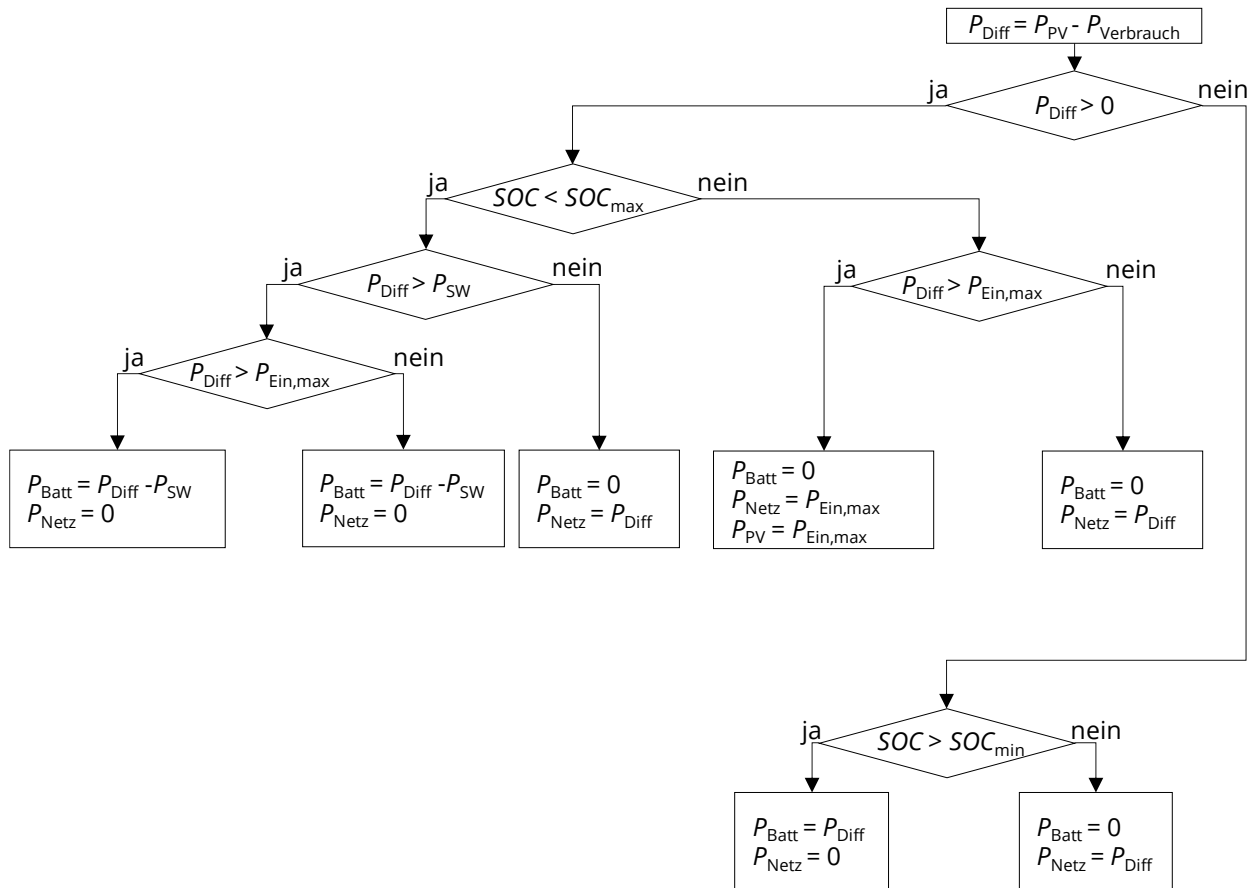 P_Diff = P_PV - P_Verbrauch
ja
nein
P_Diff > 0
ja
nein
SOC < SOC_max
ja
nein
P_Diff > P_SW
ja
nein
P_Diff > P_Ein,max
ja
nein
P_Diff > P_Ein,max
P_Batt = P_Diff -P_SW
P_Netz = 0
P_Batt = P_Diff -P_SW
P_Netz = 0
P_Batt = 0
P_Netz = P_Diff
P_Batt = 0
P_Netz = P_Ein,max
P_PV = P_Ein,max
P_Batt = 0
P_Netz = P_Diff
ja
nein
SOC > SOC_min
P_Batt = P_Diff
P_Netz = 0
P_Batt = 0
P_Netz = P_Diff